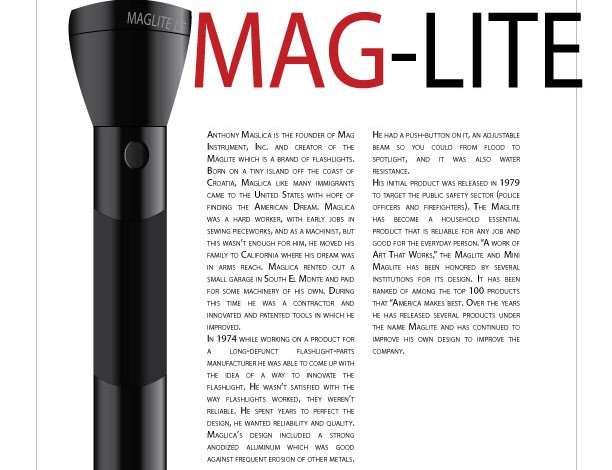 MAGLITE
MAG-LITE
Anthony Maglica is the founder of Mag
Instrument, Inc. and creator of the
Maglite which is a brand of flashlights.
Born on a tiny island off the coast of
Croatia, Maglica like many immigrants
came to the United States with hope of
finding the American Dream. Maglica
was a hard worker, with early jobs in
sewing pieceworks, and as a machinist, but
this wasn't enough for him, he moved his
family to California where his dream was
in arms reach. Maglica rented out a
small garage in South El Monte and paid
for some machinery of his own. During
this time he was a contractor and
innovated and patented tools in which he
improved.
In 1974 while working on a product for
a long-defunct flashlight-parts
manufacturer he was able to come up with
the idea of a way to innovate the
flashlight. He wasn't satisfied with the
way flashlights worked, they weren't
reliable. He spent years to perfect the
design, he wanted reliability and quality.
Maglica's design included a strong
anodized aluminum which was good
against frequent erosion of other metals.
He had a push-button on it, an adjustable
beam so you could from flood to
spotlight, and it was also water
resistance.
His initial product was released in 1979
to target the public safety sector (police
officers and firefighters). The Maglite
has become a household essential
product that is reliable for any job and
good for the everyday person. "A work of
Art That Works," the Maglite and Mini
Maglite has been honored by several
institutions for its design. It has been
ranked of among the top 100 products
that "America makes best. Over the years
he has released several products under
the name Maglite and has continued to
improve his own design to improve the
company.